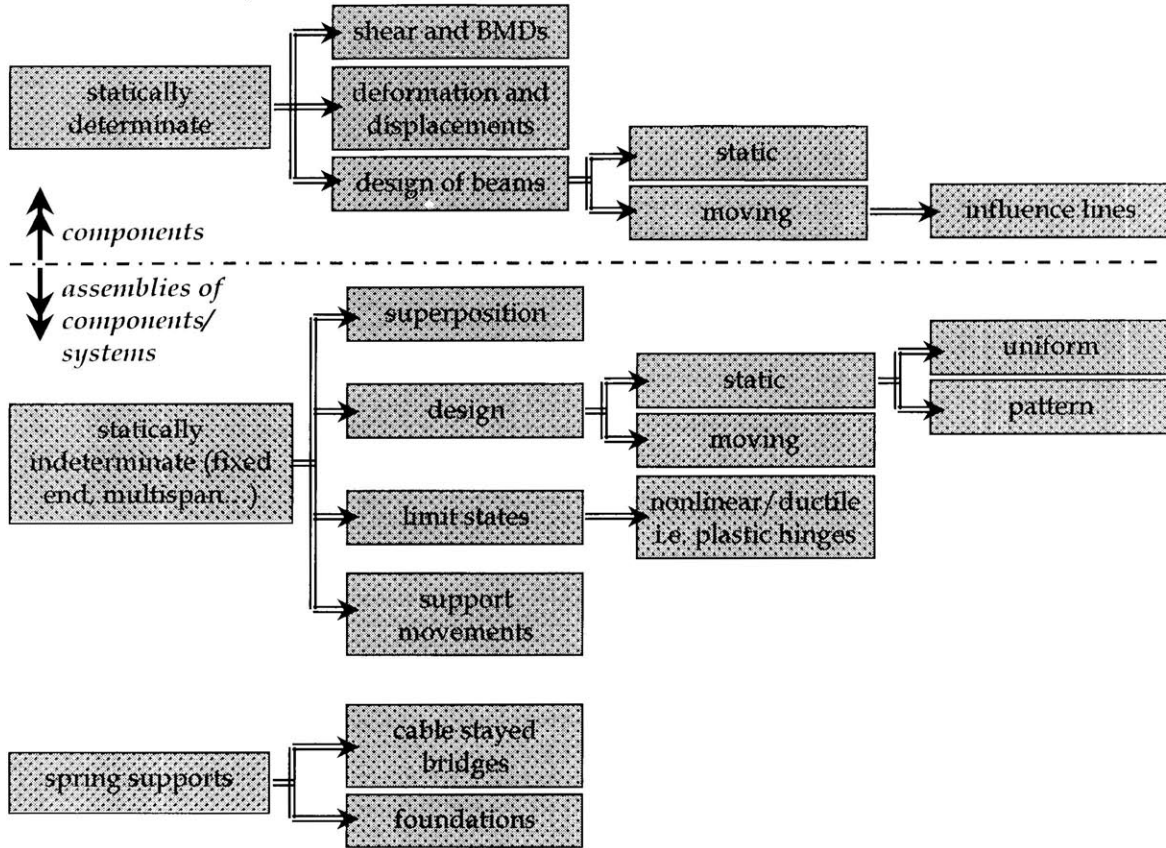 shear and BMDs
statically
determinate
deformation and
displacements
design of beams
static
moving
influence lines
components
assemblies of
components/
systems
superposition
statically
indeterminate (fixed
end, multispan...)
design
static
moving
uniform
pattern
limit states
nonlinear/ductile
i.e. plastic hinges
support
movements
spring supports
cable stayed
bridges
foundations